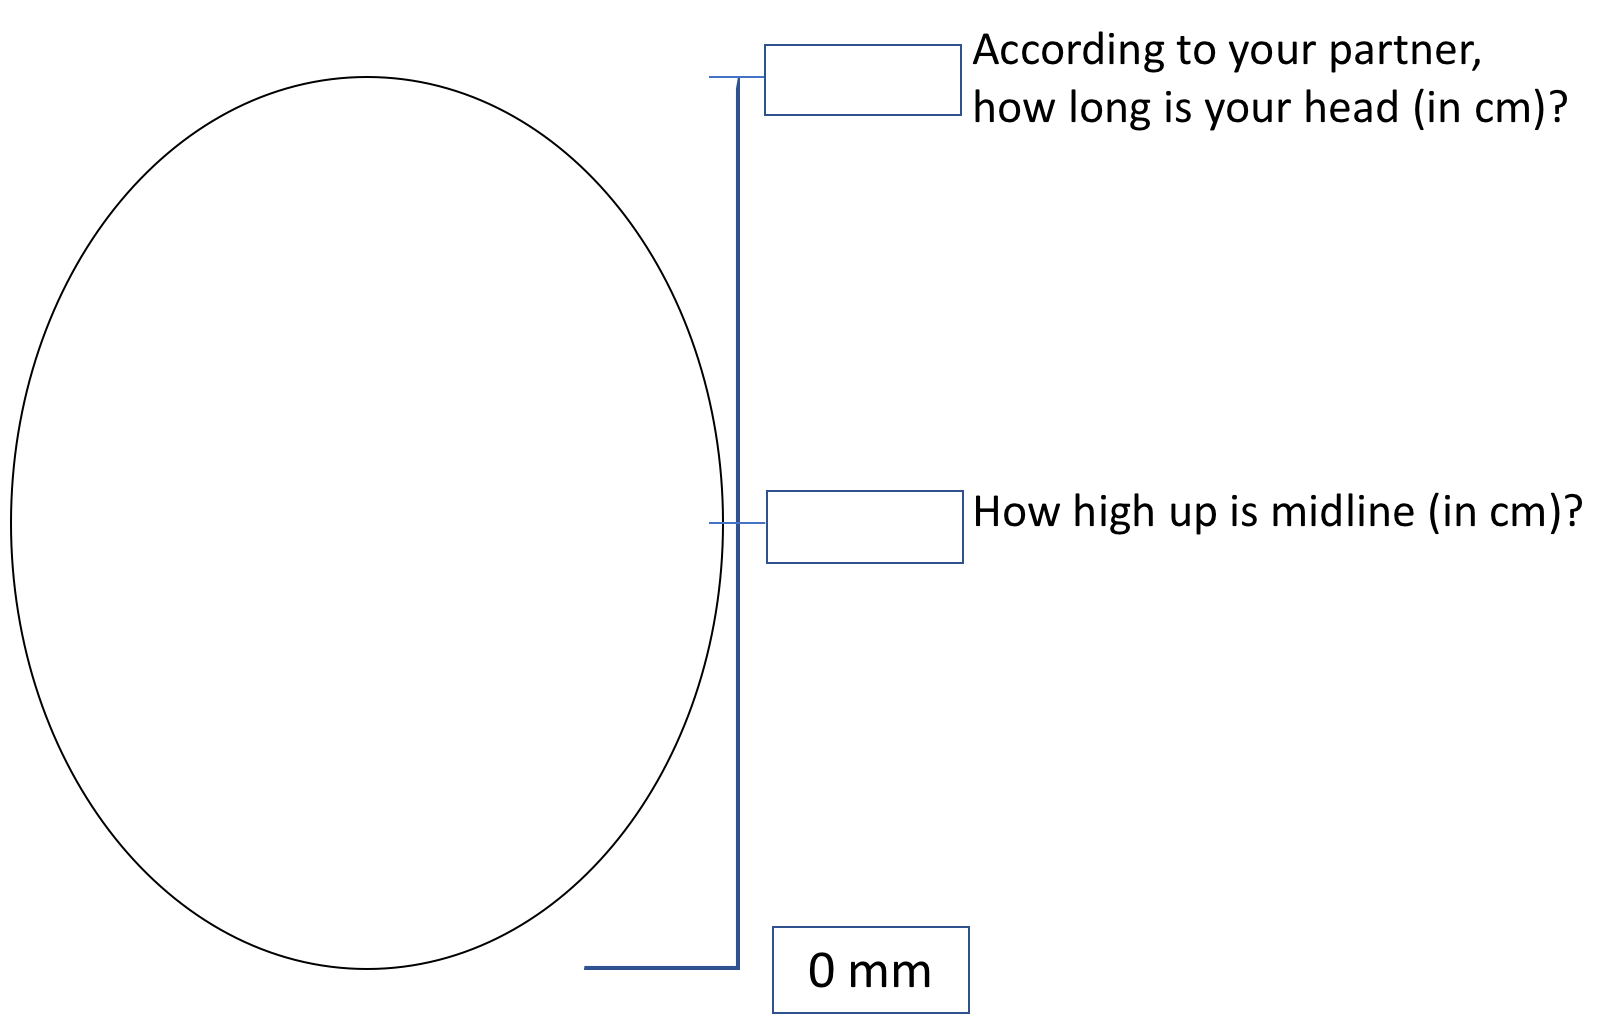 According to your partner,
how long is your head (in cm)?
How high up is midline (in cm)?
0 mm